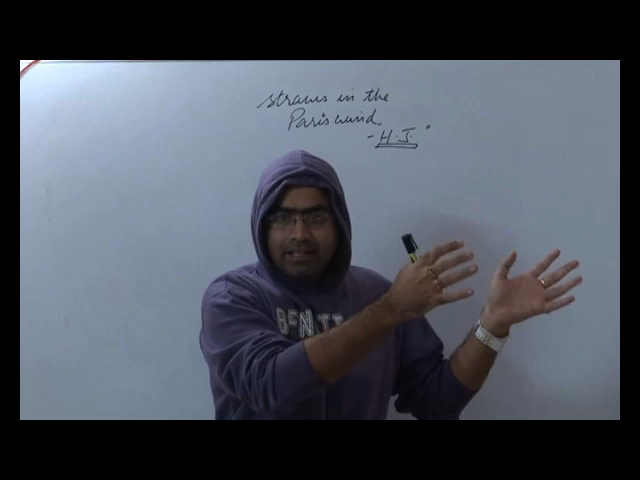 straws in the
Paris wind.
- H. J.